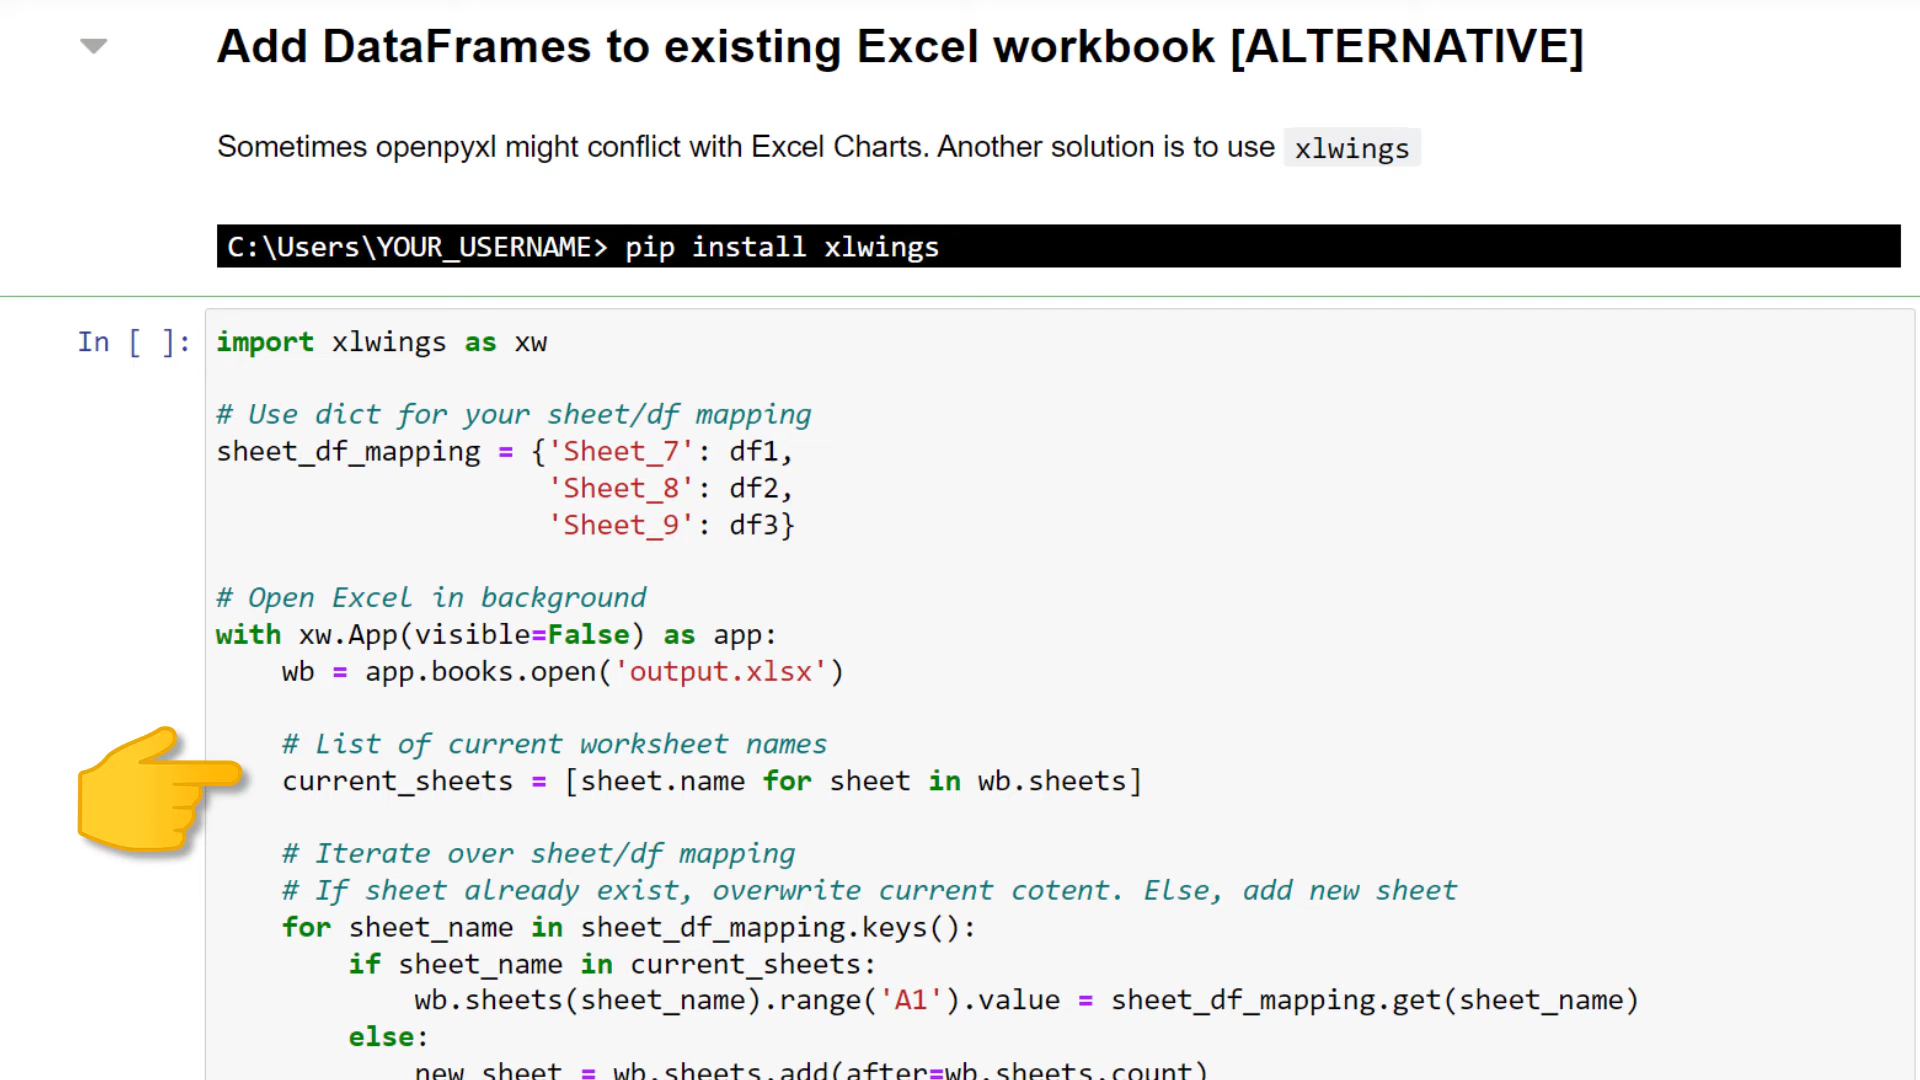 Add DataFrames to existing Excel workbook [ALTERNATIVE]
Sometimes openpyxl might conflict with Excel Charts. Another solution is to use xlwings
C:\Users\YOUR_USERNAME> pip install xlwings
In [ ]:
import xlwings as xw
# Use dict for your sheet/df mapping
sheet_df_mapping = {'Sheet_7': df1,
'Sheet_8': df2,
'Sheet_9': df3}
# Open Excel in background
with xw.App(visible=False) as app:
wb = app.books.open('output.xlsx')
# List of current worksheet names
current_sheets = [sheet.name for sheet in wb.sheets]
# Iterate over sheet/df mapping
# If sheet already exist, overwrite current cotent. Else, add new sheet
for sheet_name in sheet_df_mapping.keys():
if sheet_name in current_sheets:
wb.sheets(sheet_name).range('A1').value = sheet_df_mapping.get(sheet_name)
else:
new_sheet = wb.sheets.add(after=wb.sheets.count)